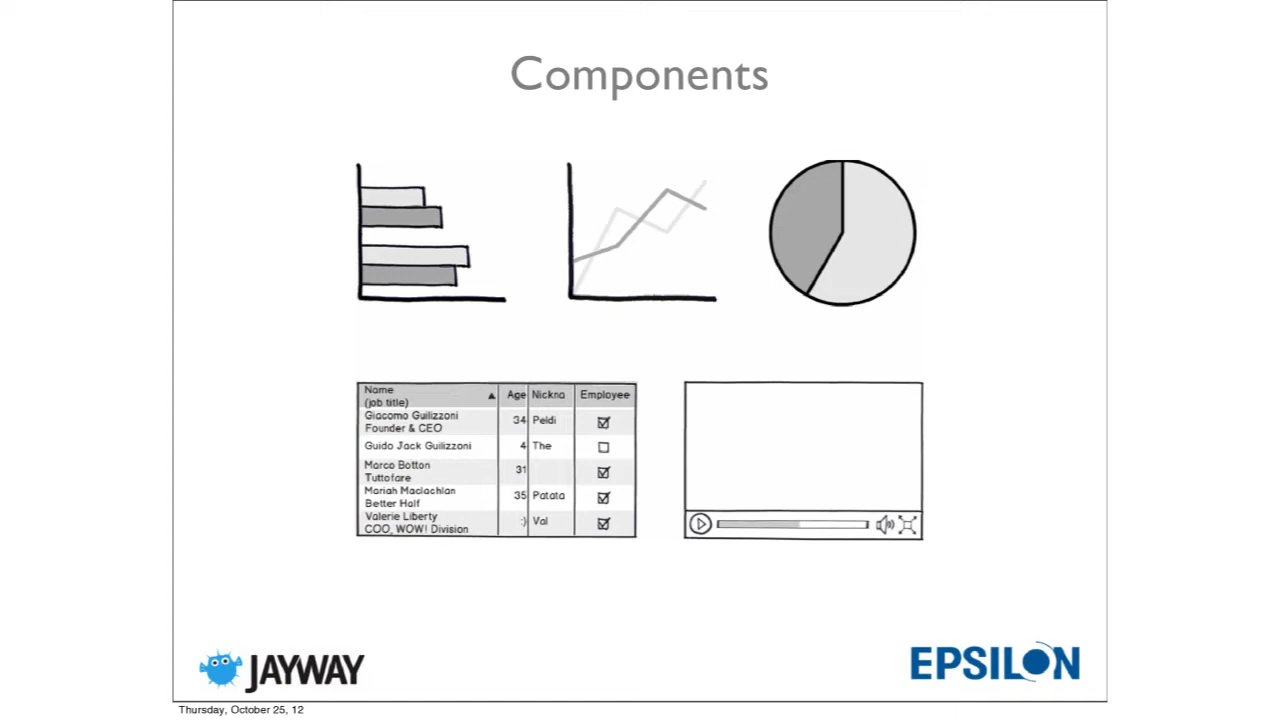 Components
Name
(job title)
▲ Age Nickna Employee
Giacomo Guilizzoni
Founder & CEO
34 Peldi
Guido Jack Guilizzoni 4 The
Marco Botton
Tuttofare
31
Mariah Maclachlan
Better Half
35 Patata
Valerie Liberty
COO, WOW! Division
:) Val
JAYWAY
EPSILON
Thursday, October 25, 12